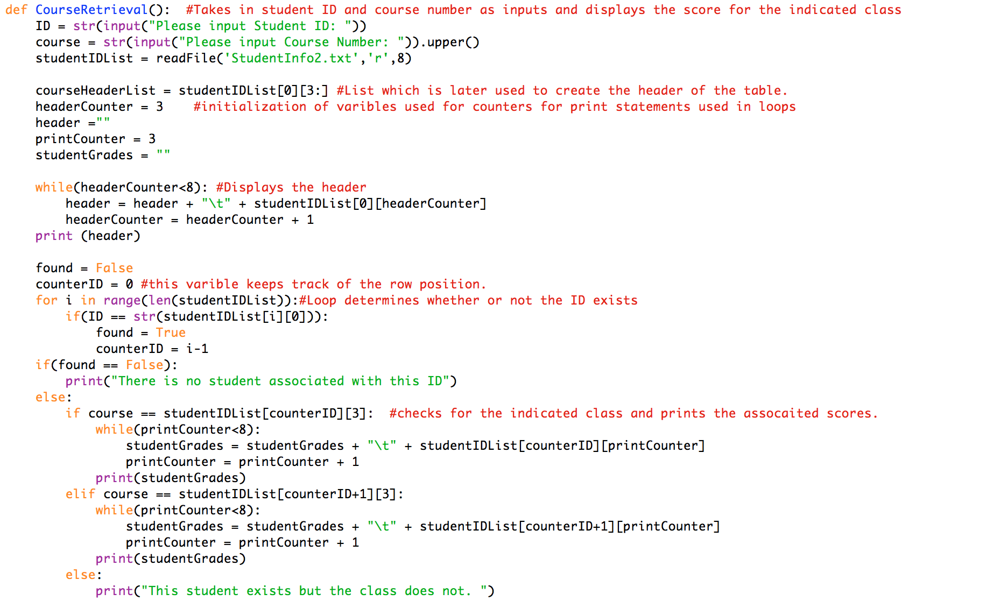 def CourseRetrieval():  #Takes in student ID and course number as inputs and displays the score for the indicated class
    ID = str(input("Please input Student ID: "))
    course = str(input("Please input Course Number: ")).upper()
    studentIDList = readFile('StudentInfo2.txt','r',8)

    courseHeaderList = studentIDList[0][3:] #List which is later used to create the header of the table.
    headerCounter = 3    #initialization of varibles used for counters for print statements used in loops
    header =""
    printCounter = 3
    studentGrades = ""

    while(headerCounter<8): #Displays the header
        header = header + "\t" + studentIDList[0][headerCounter]
        headerCounter = headerCounter + 1
    print (header)

    found = False
    counterID = 0 #this varible keeps track of the row position.
    for i in range(len(studentIDList)):#Loop determines whether or not the ID exists
        if(ID == str(studentIDList[i][0])):
            found = True
            counterID = i-1
    if(found == False):
        print("There is no student associated with this ID")
    else:
        if course == studentIDList[counterID][3]:  #checks for the indicated class and prints the assocaited scores.
            while(printCounter<8):
                studentGrades = studentGrades + "\t" + studentIDList[counterID][printCounter]
                printCounter = printCounter + 1
            print(studentGrades)
        elif course == studentIDList[counterID+1][3]:
            while(printCounter<8):
                studentGrades = studentGrades + "\t" + studentIDList[counterID+1][printCounter]
                printCounter = printCounter + 1
            print(studentGrades)
        else:
            print("This student exists but the class does not. ")